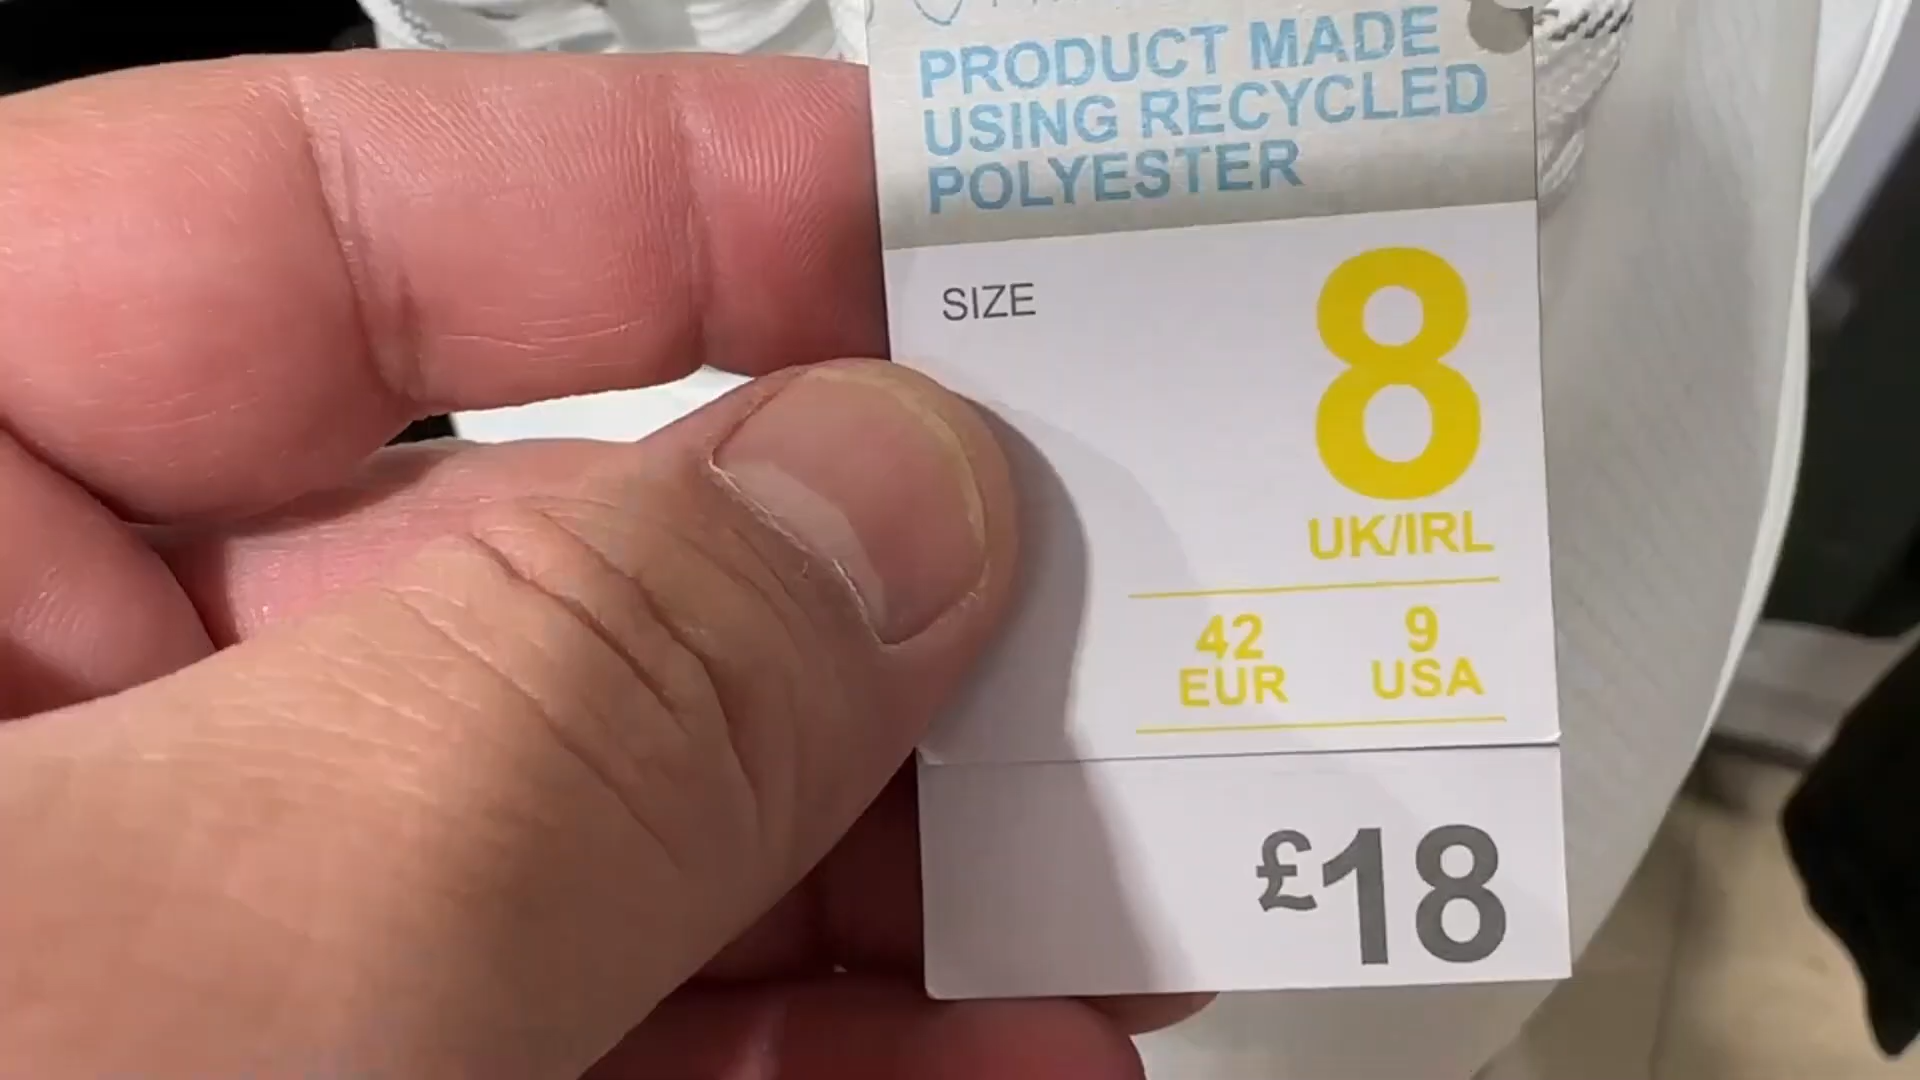 PRODUCT MADE
USING RECYCLED
POLYESTER
SIZE
8
UK/IRL
42 9
EUR USA
£18